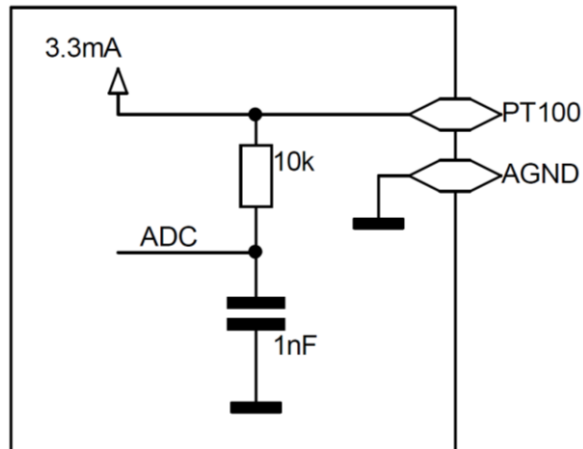 3.3mA
PT100
10k
AGND
ADC
1nF